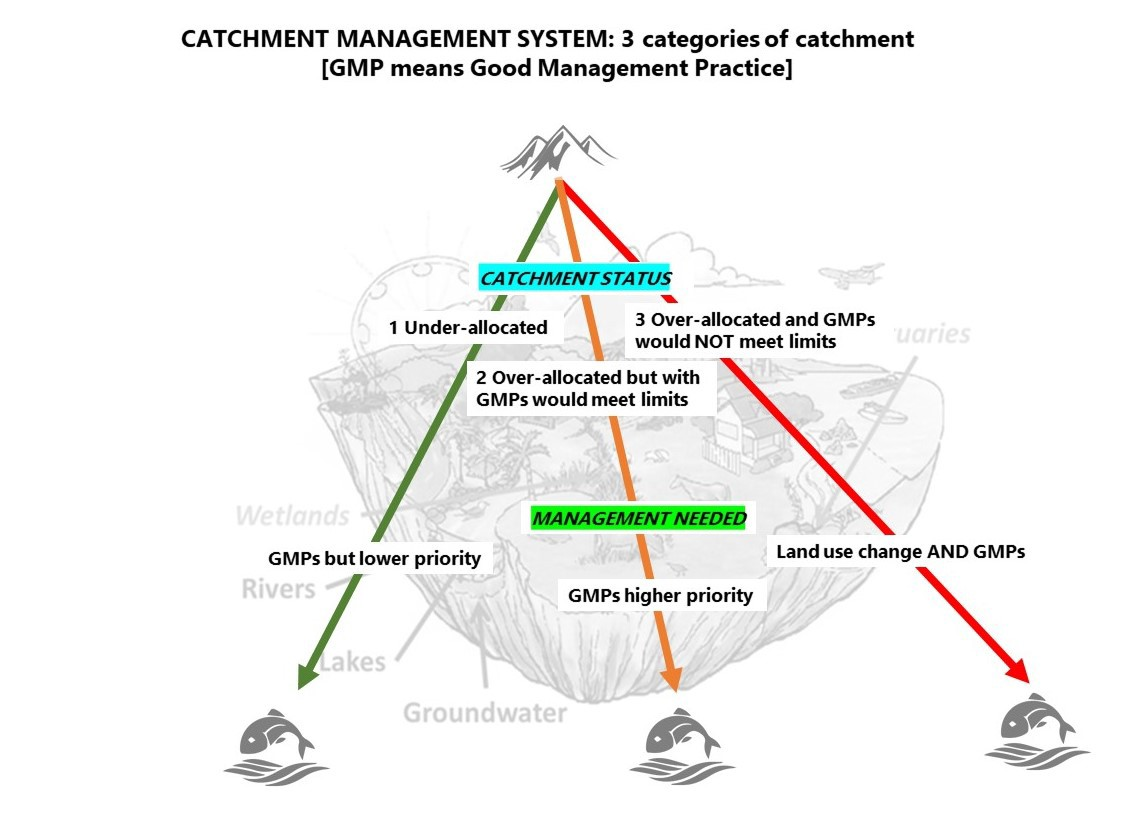 CATCHMENT MANAGEMENT SYSTEM: 3 categories of catchment
[GMP means Good Management Practice]
CATCHMENT STATUS
1 Under-allocated
3 Over-allocated and GMPs
would NOT meet limits
uaries
2 Over-allocated but with
GMPs would meet limits
Wetlands
MANAGEMENT NEEDED
GMPs but lower priority
Land use change AND GMPs
Rivers
GMPs higher priority
Lakes
Groundwater